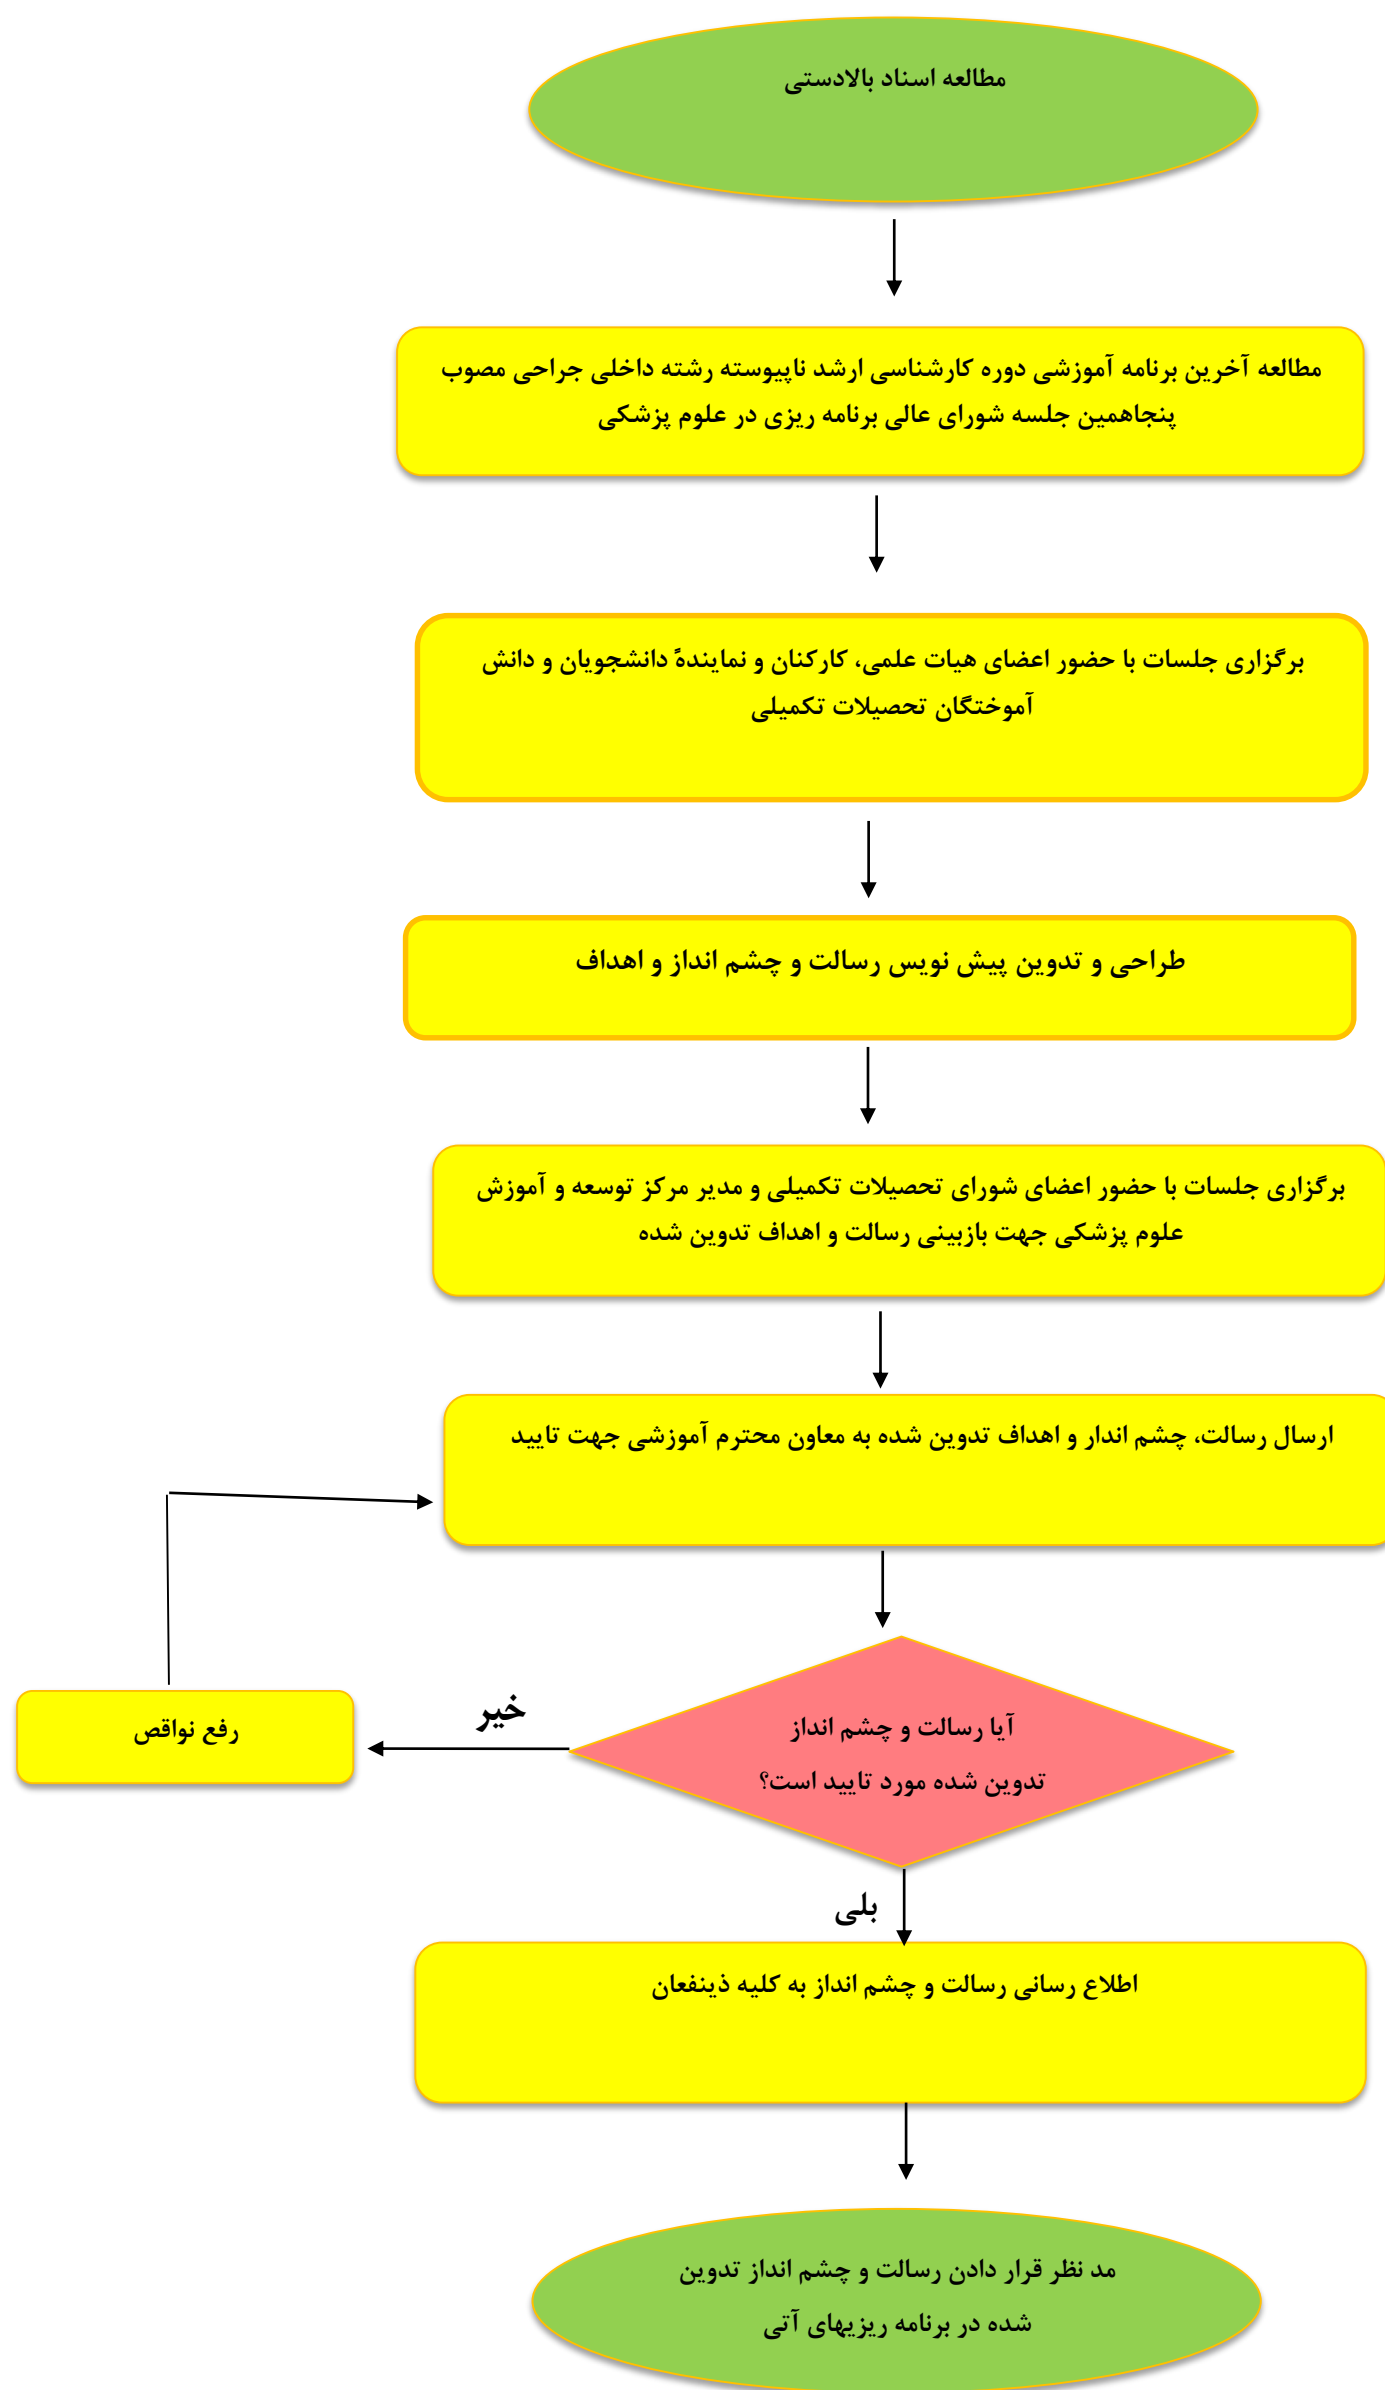 مطالعه اسناد بالادستی
مطالعه آخرین برنامه آموزشی دوره کارشناسی ارشد ناپیوسته رشته داخلی جراحی مصوب
پنجاهمین جلسه شورای عالی برنامه ریزی در علوم پزشکی
برگزاری جلسات با حضور اعضای هیات علمی، کارکنان و نمایندهٔ دانشجویان و دانش
آموختگان تحصیلات تکمیلی
طراحی و تدوین پیش نویس رسالت و چشم انداز و اهداف
برگزاری جلسات با حضور اعضای شورای تحصیلات تکمیلی و مدیر مرکز توسعه و آموزش
علوم پزشکی جهت بازبینی رسالت و اهداف تدوین شده
ارسال رسالت، چشم اندار و اهداف تدوین شده به معاون محترم آموزشی جهت تایید
آیا رسالت و چشم انداز
تدوین شده مورد تایید است؟
خیر
رفع نواقص
بلی
اطلاع رسانی رسالت و چشم انداز به کلیه ذینفعان
مد نظر قرار دادن رسالت و چشم انداز تدوین
شده در برنامه ریزیهای آتی